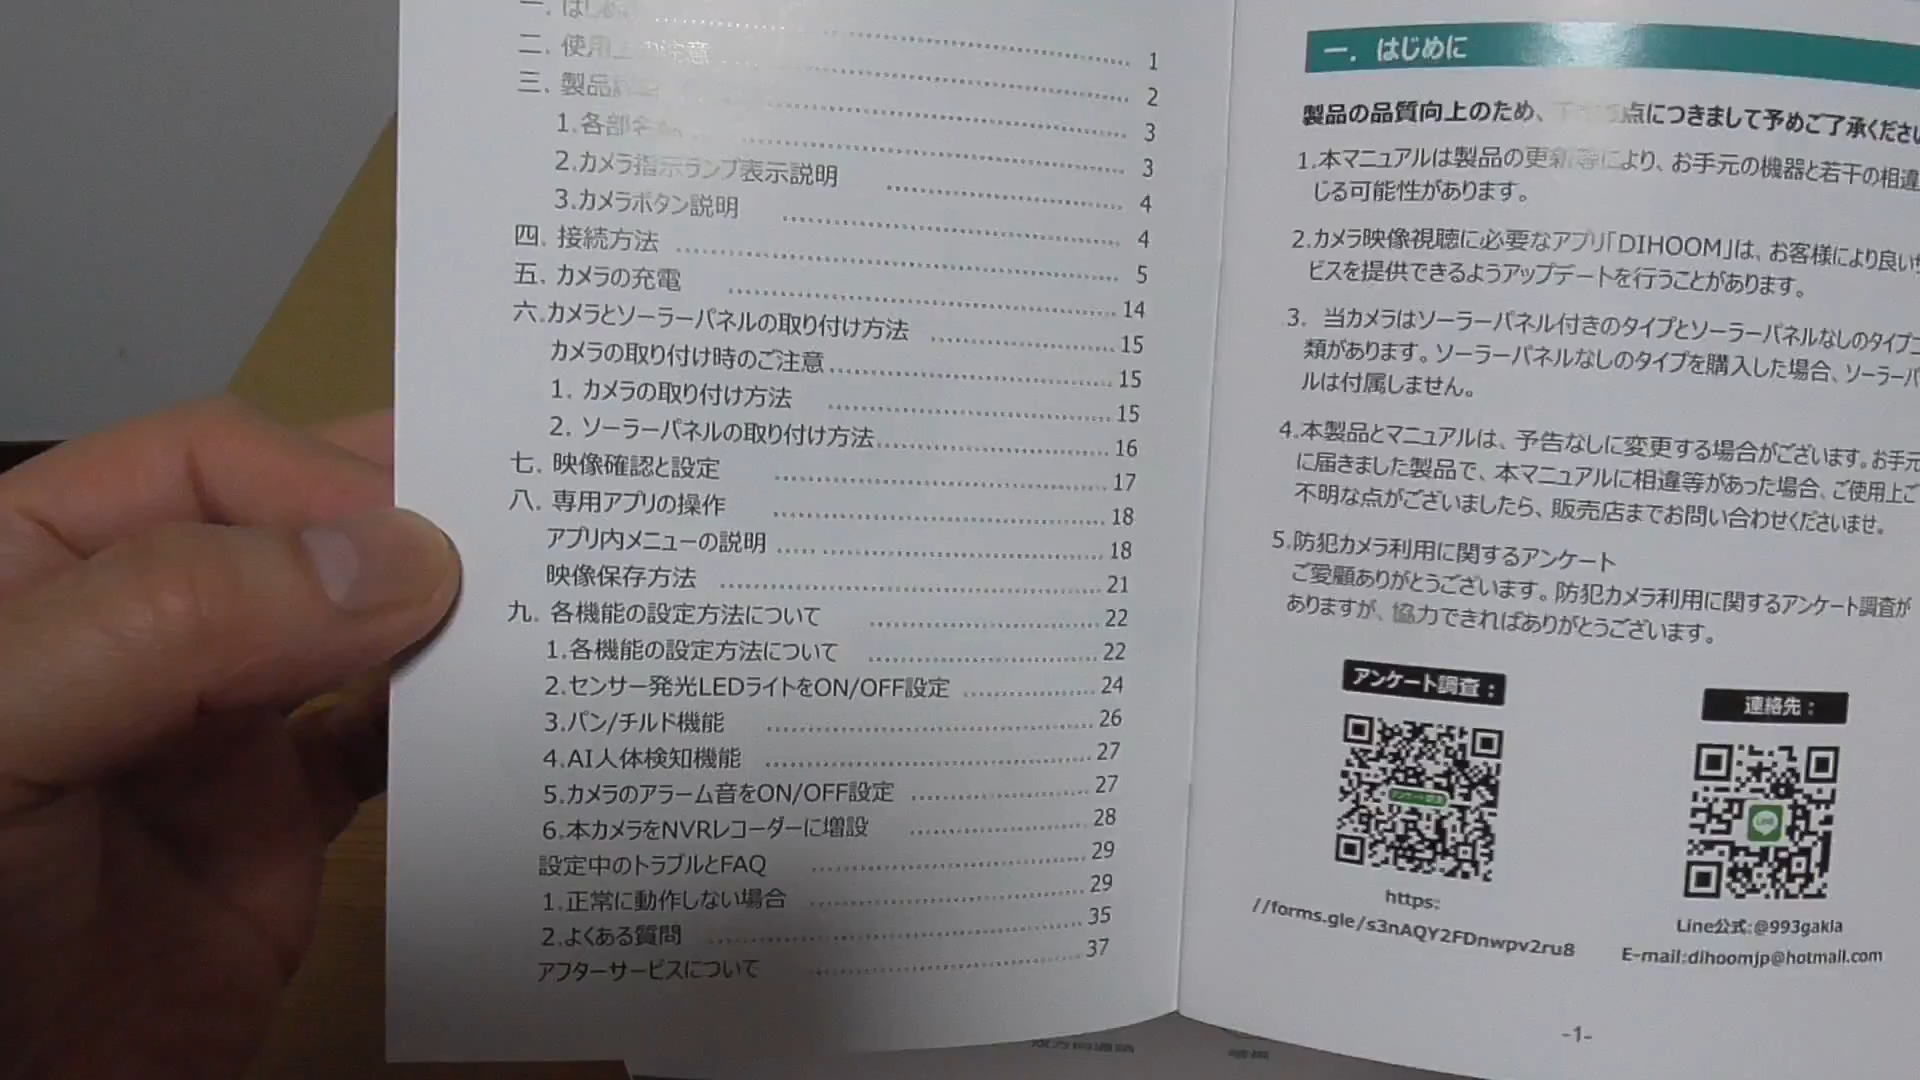 一. はじめ
1
二. 使用上の注意
2
三. 製品
3
1.各部名
3
2.カメラ指示ランプ表示説明
4
3.カメラボタン説明
4
四. 接続方法
5
五. カメラの充電
14
六.カメラとソーラーパネルの取り付け方法
15
カメラの取り付け時のご注意
15
1. カメラの取り付け方法
15
2. ソーラーパネルの取り付け方法
16
七. 映像確認と設定
17
八. 専用アプリの操作
18
アプリ内メニューの説明
18
映像保存方法
21
九. 各機能の設定方法について
22
1.各機能の設定方法について
22
2.センサー発光LEDライトをON/OFF設定
24
3.パン/チルド機能
26
4.AI人体検知機能
27
5.カメラのアラーム音をON/OFF設定
27
6.本カメラをNVRレコーダーに増設
28
設定中のトラブルとFAQ
29
1.正常に動作しない場合
29
2.よくある質問
35
アフターサービスについて
37
一. はじめに
製品の品質向上のため、下 点につきまして予めご了承くださ
1.本マニュアルは製品の更新等により、お手元の機器と若干の相違
じる可能性があります。
2.カメラ映像視聴に必要なアプリ「DIHOOM」は、お客様により良い
ビスを提供できるようアップデートを行うことがあります。
3. 当カメラはソーラーパネル付きのタイプとソーラーパネルなしのタイプ
類があります。ソーラーパネルなしのタイプを購入した場合、ソーラーパ
ルは付属しません。
4.本製品とマニュアルは、予告なしに変更する場合がございます。お手元
に届きました製品で、本マニュアルに相違等があった場合、ご使用上ご
不明な点がございましたら、販売店までお問い合わせくださいませ。
5.防犯カメラ利用に関するアンケート
ご愛顧ありがとうございます。防犯カメラ利用に関するアンケート調査が
ありますが、協力できればありがとうございます。
アンケート調査：
連絡先：
LINE
https:
//forms.gle/s3nAQY2FDnwpv2ru8
Line公式:@993gakla
E-mail:dihoomjp@hotmail.com
-1-